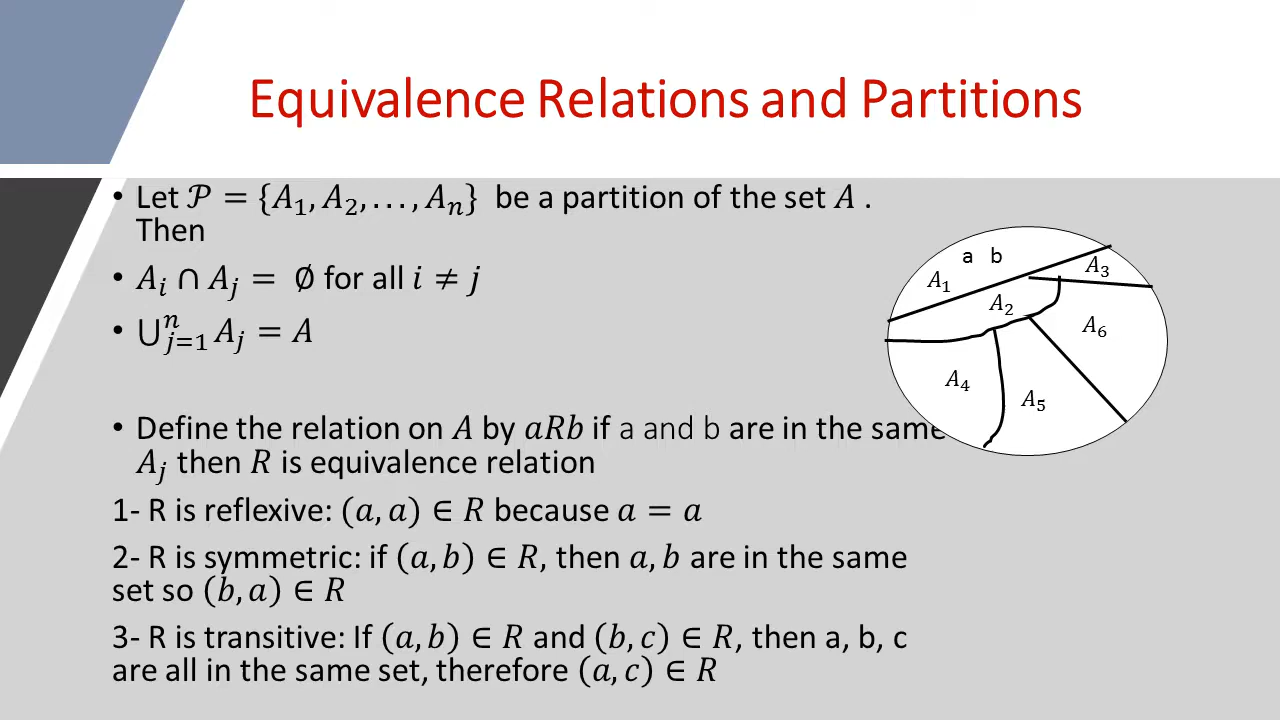 Equivalence Relations and Partitions
• Let 𝒫 = {A₁, A₂, . . . , Aₙ} be a partition of the set A .
Then
• Aᵢ ∩ Aⱼ = ∅ for all i ≠ j
• ⋃ⁿⱼ₌₁ Aⱼ = A
• Define the relation on A by aRb if a and b are in the same
Aⱼ then R is equivalence relation
1- R is reflexive: (a, a) ∈ R because a = a
2- R is symmetric: if (a, b) ∈ R, then a, b are in the same
set so (b, a) ∈ R
3- R is transitive: If (a, b) ∈ R and (b, c) ∈ R, then a, b, c
are all in the same set, therefore (a, c) ∈ R
a b
A₁
A₃
A₂
A₆
A₄
A₅